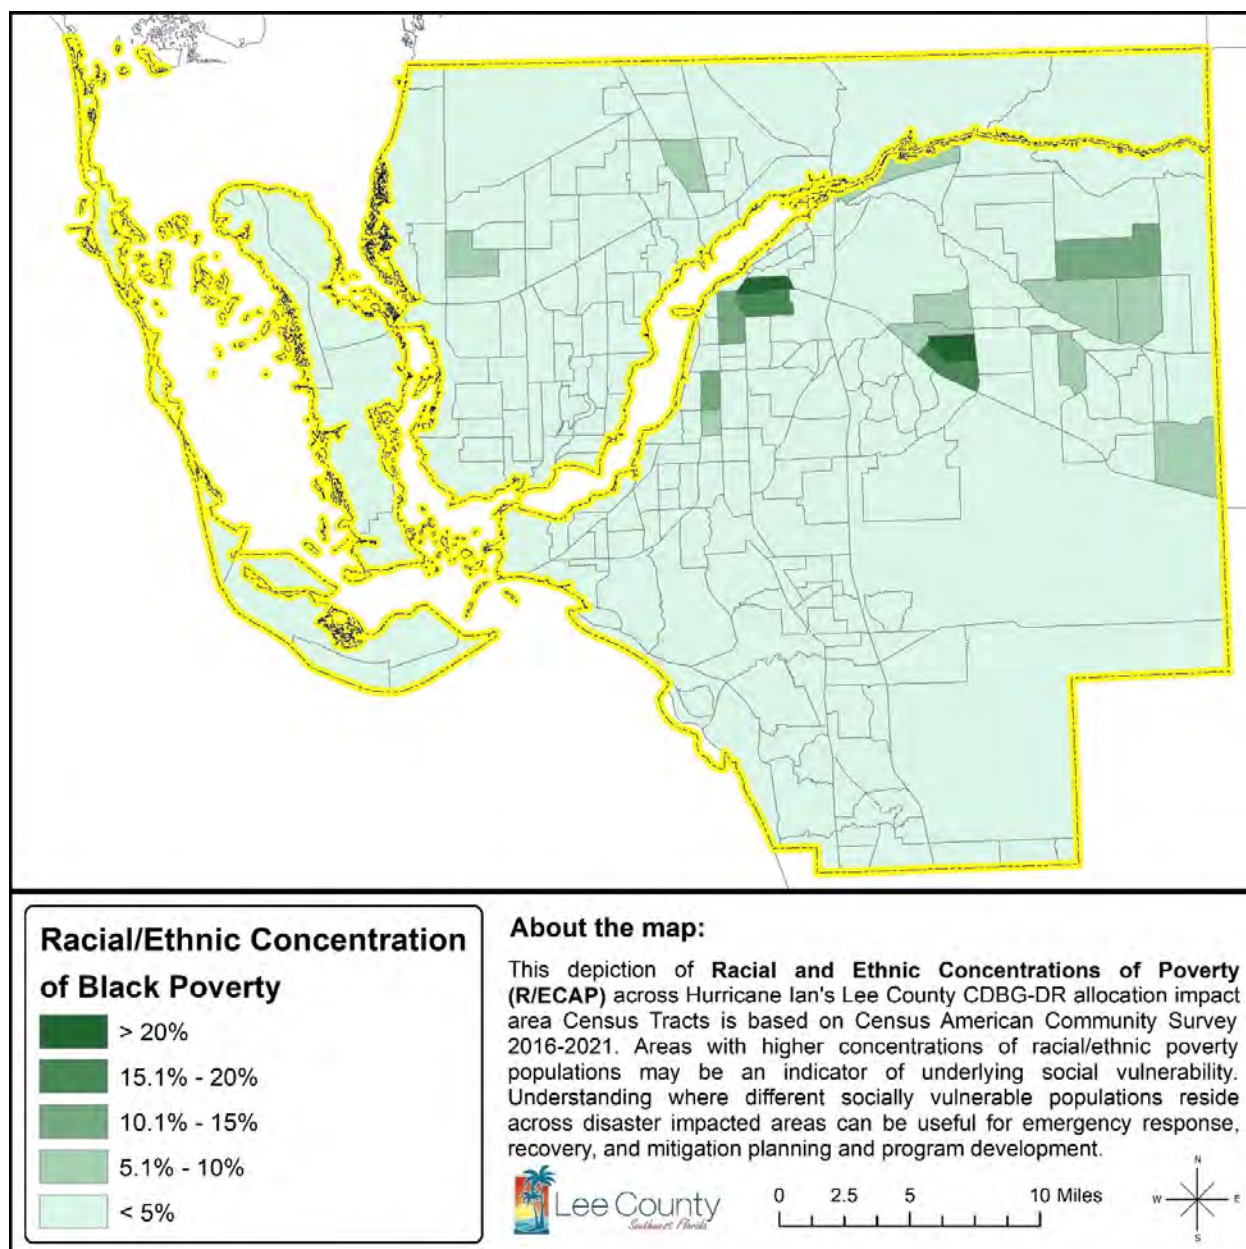 Racial/Ethnic Concentration
of Black Poverty
> 20%
15.1% - 20%
10.1% - 15%
5.1% - 10%
< 5%
About the map:
This depiction of Racial and Ethnic Concentrations of Poverty
(R/ECAP) across Hurricane Ian's Lee County CDBG-DR allocation impact
area Census Tracts is based on Census American Community Survey
2016-2021. Areas with higher concentrations of racial/ethnic poverty
populations may be an indicator of underlying social vulnerability.
Understanding where different socially vulnerable populations reside
across disaster impacted areas can be useful for emergency response,
recovery, and mitigation planning and program development.
Lee County
Southwest Florida
0 2.5 5 10 Miles
N
W E
S